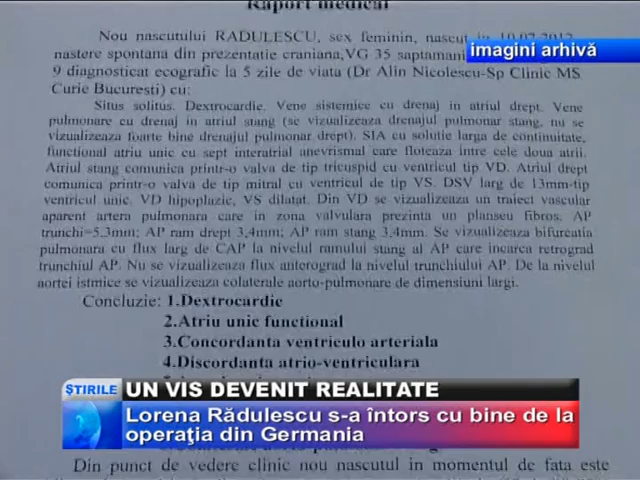 Raport medical
Nou nascutului RADULESCU, sex feminin, nascut in 10.07.2012,
nastere spontana din prezentatie craniana,VG 35 saptamani
imagini arhivă
9 diagnosticat ecografic la 5 zile de viata (Dr Alin Nicolescu-Sp Clinic MS
Curie Bucuresti) cu:
Situs solitus. Dextrocardie. Vene sistemice cu drenaj in atriul drept. Vene
pulmonare cu drenaj in atriul stang (se vizualizeaza drenajul pulmonar stang, nu se
vizualizeaza foarte bine drenajul pulmonar drept). SIA cu solutie larga de continuitate,
functional atriu unic cu sept interatrial anevrismal care floteaza intre cele doua atrii.
Atriul stang comunica printr-o valva de tip tricuspid cu ventricul tip VD. Atriul drept
comunica printr-o valva de tip mitral cu ventricul de tip VS. DSV larg de 13mm-tip
ventricul unic. VD hipoplazic, VS dilatat. Din VD se vizualizeaza un traiect vascular
aparent artera pulmonara care in zona valvulara prezinta un planseu fibros. AP
trunchi=5,3mm; AP ram drept 3,4mm; AP ram stang 3,4mm. Se vizualizeaza bifurcatia
pulmonara cu flux larg de CAP la nivelul ramului stang al AP care incarca retrograd
trunchiul AP. Nu se vizualizeaza flux anterograd la nivelul trunchiului AP. De la nivelul
aortei istmice se vizualizeaza colaterale aorto-pulmonare de dimensiuni largi.
Concluzie: 1.Dextrocardie
2.Atriu unic functional
3.Concordanta ventriculo arteriala
4.Discordanta atrio-ventriculara
ȘTIRILE UN VIS DEVENIT REALITATE
Lorena Rădulescu s-a întors cu bine de la
operaţia din Germania
Din punct de vedere clinic nou nascutul in momentul de fata este